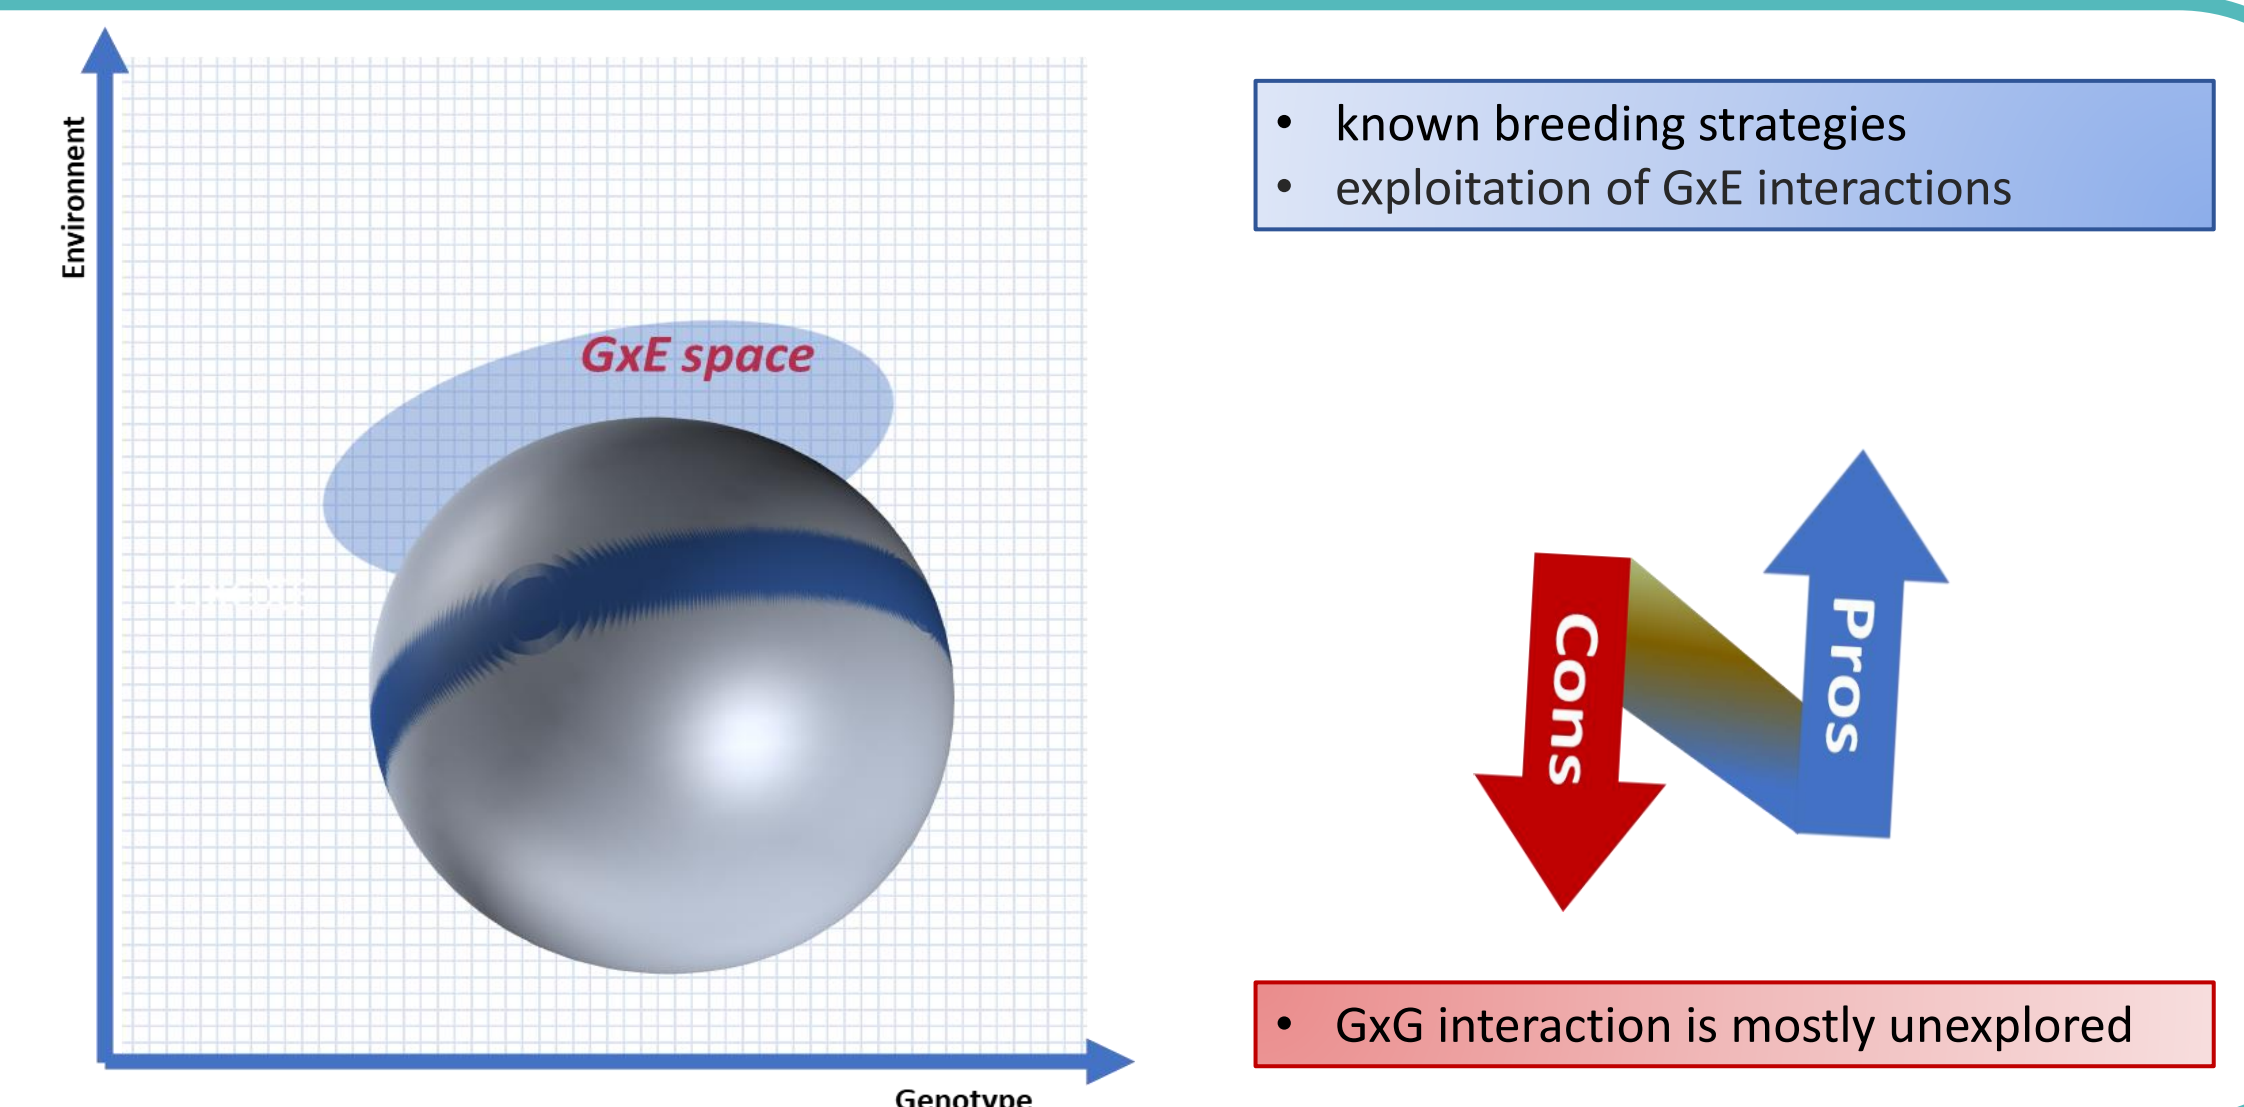 Environnent
GxE space
Genotype
• known breeding strategies
• exploitation of GxE interactions
Cons
Pros
• GxG interaction is mostly unexplored